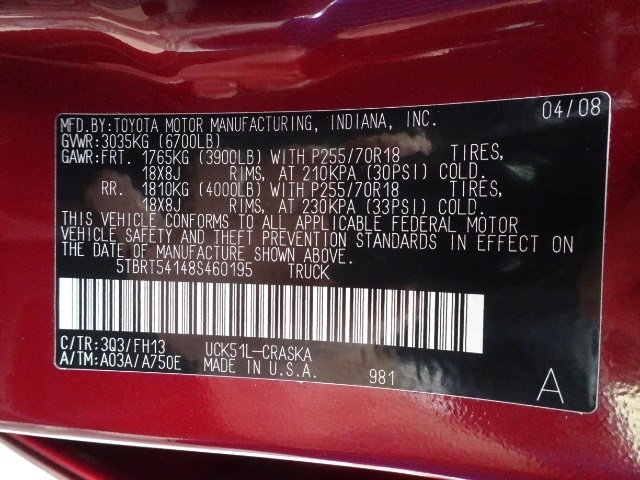 04/08
MFD.BY:TOYOTA MOTOR MANUFACTURING, INDIANA, INC.
GVWR:3035KG (6700LB)
GAWR:FRT. 1765KG (3900LB) WITH P255/70R18 TIRES,
18X8J RIMS, AT 210KPA (30PSI) COLD.
RR. 1810KG (4000LB) WITH P255/70R18 TIRES,
18X8J RIMS, AT 230KPA (33PSI) COLD.
THIS VEHICLE CONFORMS TO ALL APPLICABLE FEDERAL MOTOR
VEHICLE SAFETY AND THEFT PREVENTION STANDARDS IN EFFECT ON
THE DATE OF MANUFACTURE SHOWN ABOVE.
5TBRT54148S460195 TRUCK
C/TR:3Q3/FH13 UCK51L-CRASKA
A/TM:A03A/A750E MADE IN U.S.A. 981 A